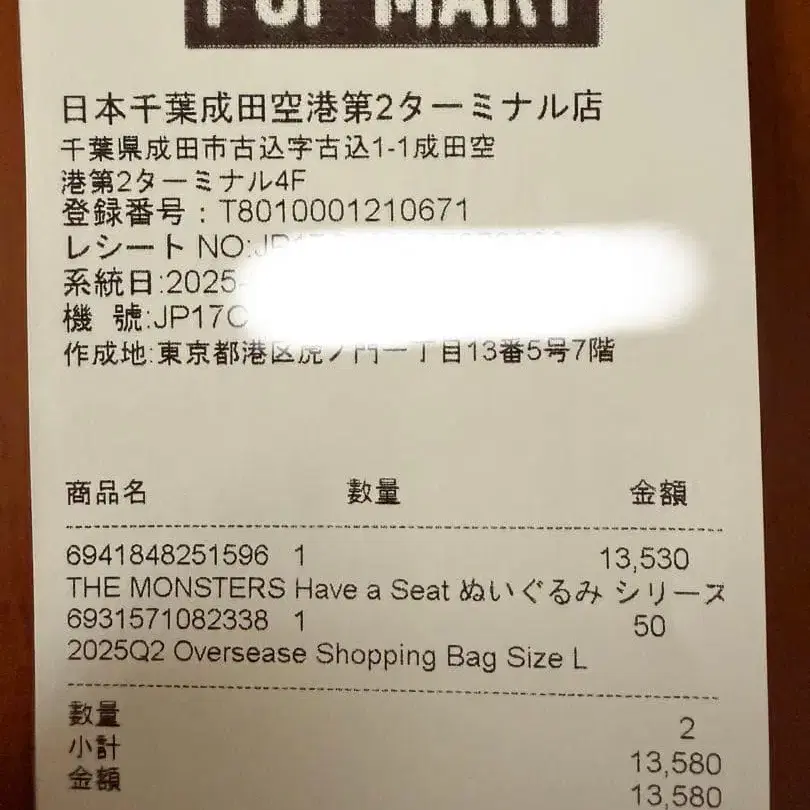 POP MART
日本千葉成田空港第2ターミナル店
千葉県成田市古込字古込1-1成田空
港第2ターミナル4F
登録番号：T8010001210671
レシート NO:JP
系統日:2025-
機 號:JP17C
作成地:東京都港区虎ノ門一丁目13番5号7階
商品名 數量 金額
6941848251596 1 13,530
THE MONSTERS Have a Seat ぬいぐるみ シリーズ
6931571082338 1 50
2025Q2 Oversease Shopping Bag Size L
數量 2
小計 13,580
金額 13,580